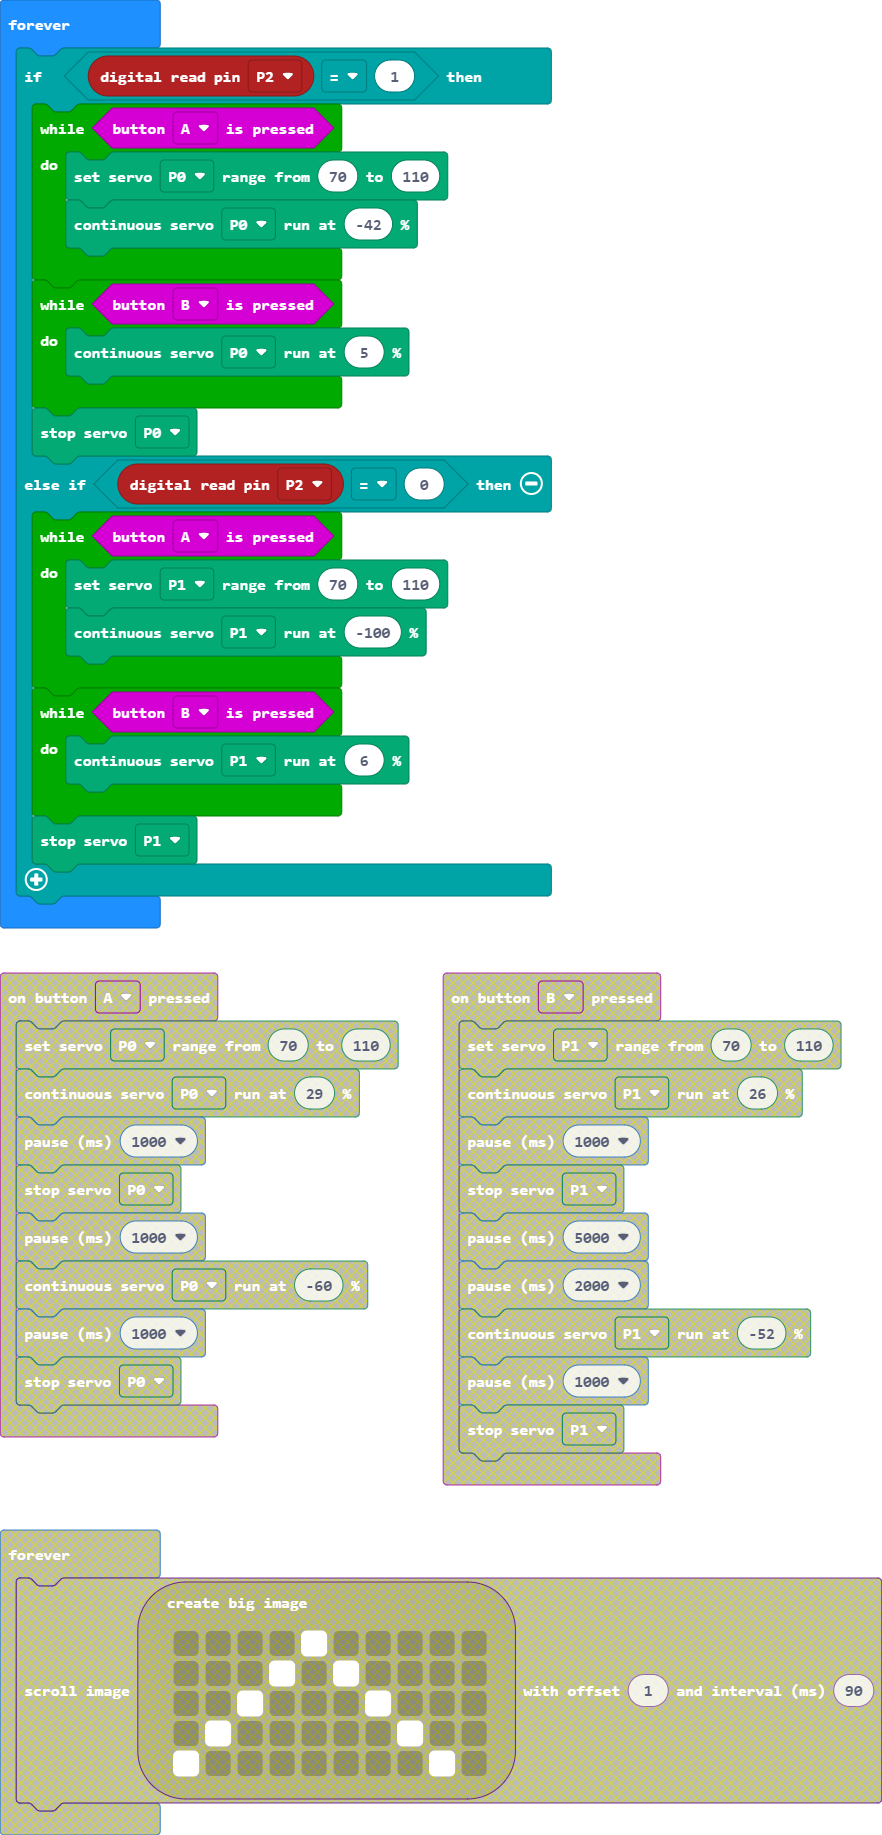 forever
if digital read pin P2 = 1 then
while button A is pressed
do
set servo P0 range from 70 to 110
continuous servo P0 run at -42 %
while button B is pressed
do
continuous servo P0 run at 5 %
stop servo P0
else if digital read pin P2 = 0 then
while button A is pressed
do
set servo P1 range from 70 to 110
continuous servo P1 run at -100 %
while button B is pressed
do
continuous servo P1 run at 6 %
stop servo P1
on button A pressed
set servo P0 range from 70 to 110
continuous servo P0 run at 29 %
pause (ms) 1000
stop servo P0
pause (ms) 1000
continuous servo P0 run at -60 %
pause (ms) 1000
stop servo P0
on button B pressed
set servo P1 range from 70 to 110
continuous servo P1 run at 26 %
pause (ms) 1000
stop servo P1
pause (ms) 5000
pause (ms) 2000
continuous servo P1 run at -52 %
pause (ms) 1000
stop servo P1
forever
create big image
scroll image with offset 1 and interval (ms) 90